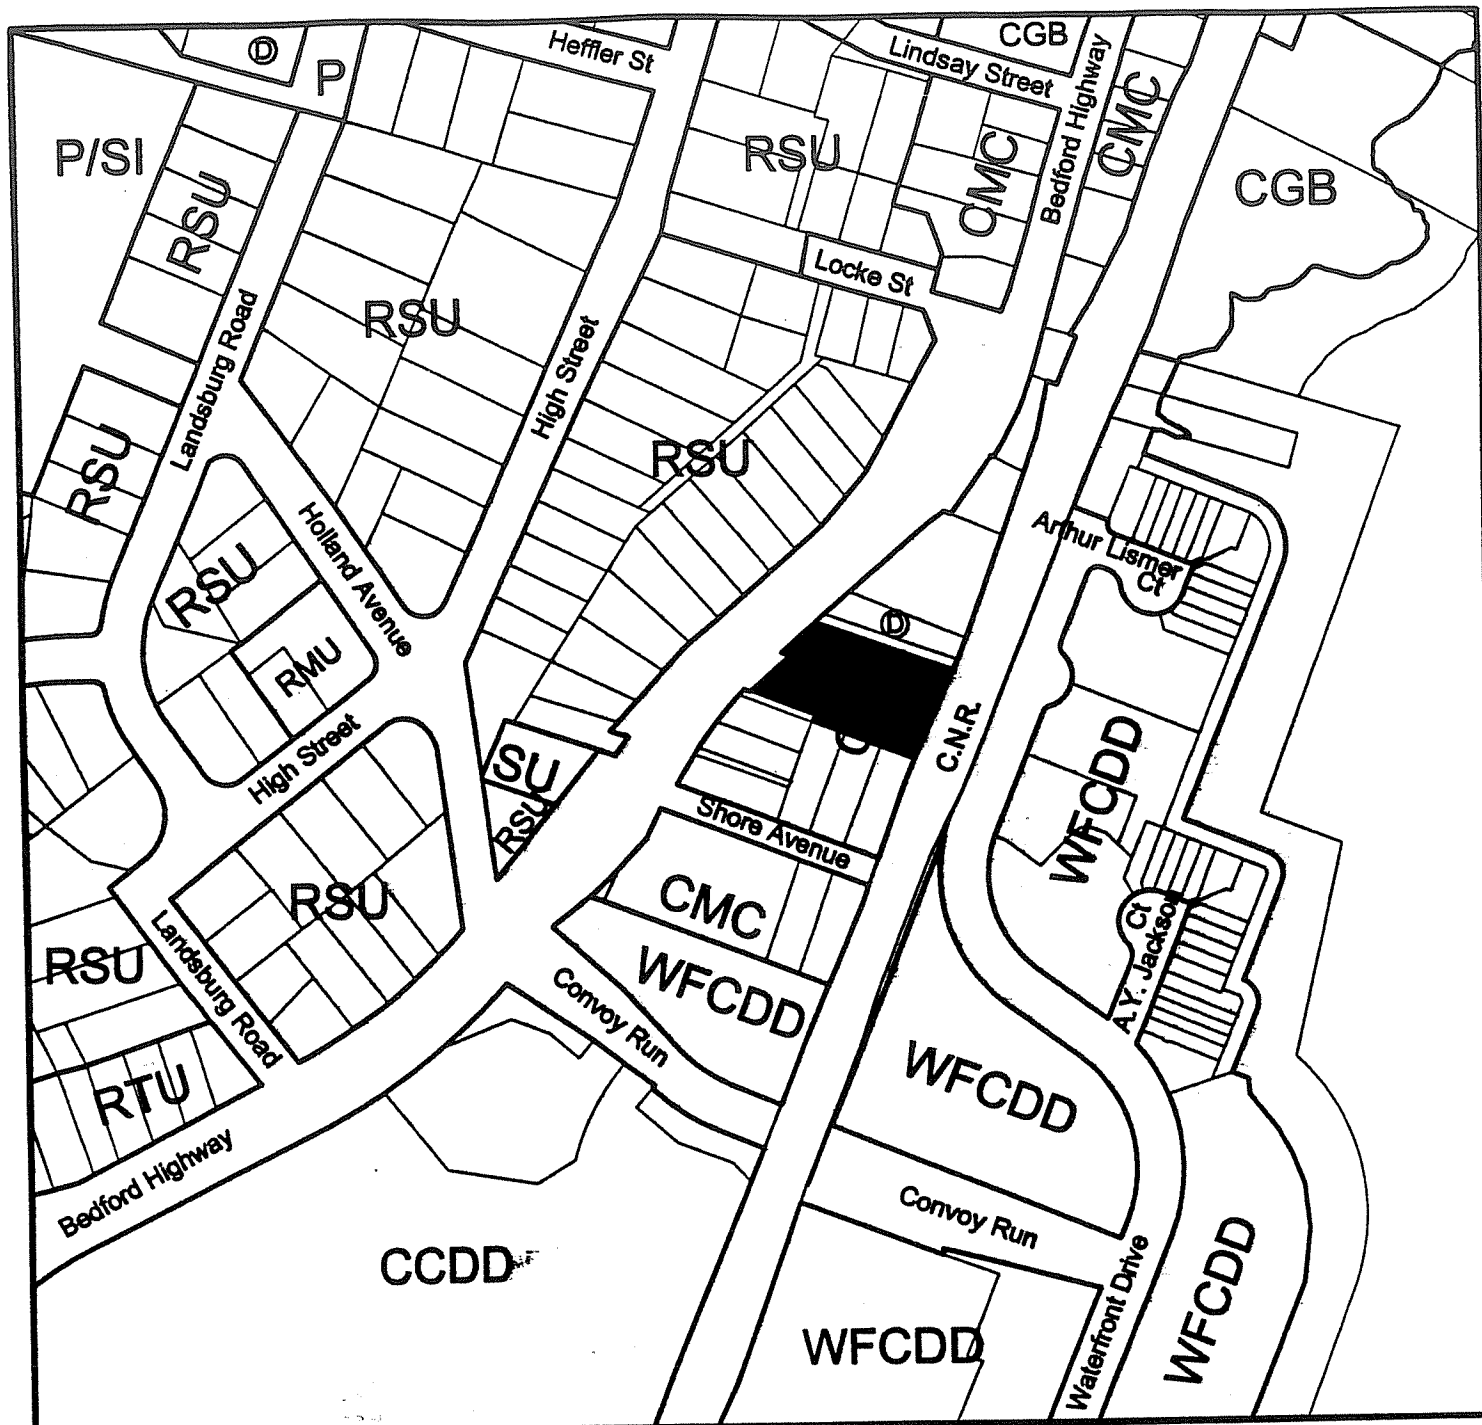 Heffler St
CGB
D
Lindsay Street
P
Bedford Highway
CMC
P/SI
RSU
CMC
CGB
RSU
Locke St
RSU
Landsburg Road
High Street
RSU
RSU
Holland Avenue
Arthur Lismer
Ct
RSU
D
RMU
C.N.R.
High Street
SU
RSU
WFCDD
Shore Avenue
RSU
CMC
Ct
A.Y. Jackson
RSU
Landsburg Road
WFCDD
Convoy Run
WFCDD
RTU
Bedford Highway
Convoy Run
CCDD
WFCDD
WFCDD
Waterfront Drive